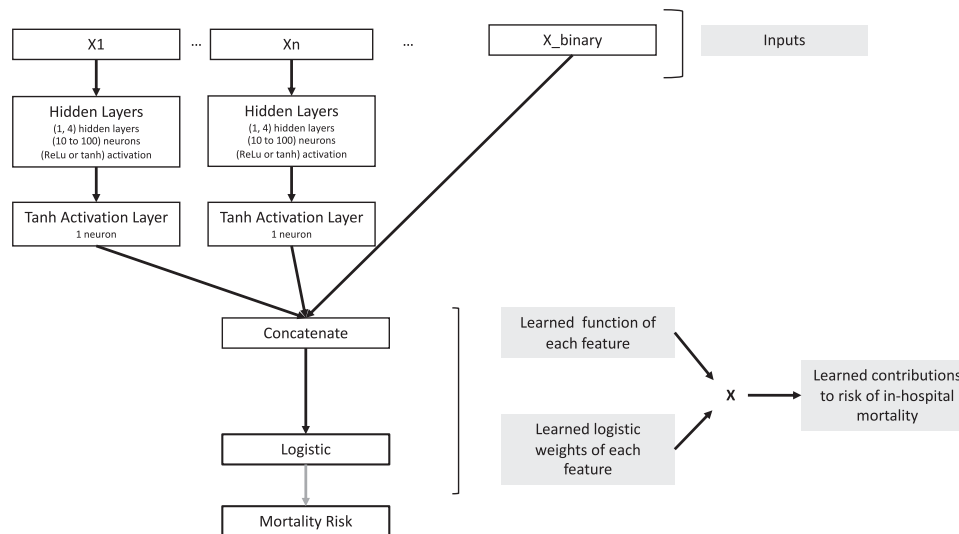 X1
...
Xn
...
X_binary
Inputs
Hidden Layers
(1, 4) hidden layers
(10 to 100) neurons
(ReLu or tanh) activation
Hidden Layers
(1, 4) hidden layers
(10 to 100) neurons
(ReLu or tanh) activation
Tanh Activation Layer
1 neuron
Tanh Activation Layer
1 neuron
Concatenate
Logistic
Mortality Risk
Learned function of
each feature
Learned logistic
weights of each
feature
X
Learned contributions
to risk of in-hospital
mortality